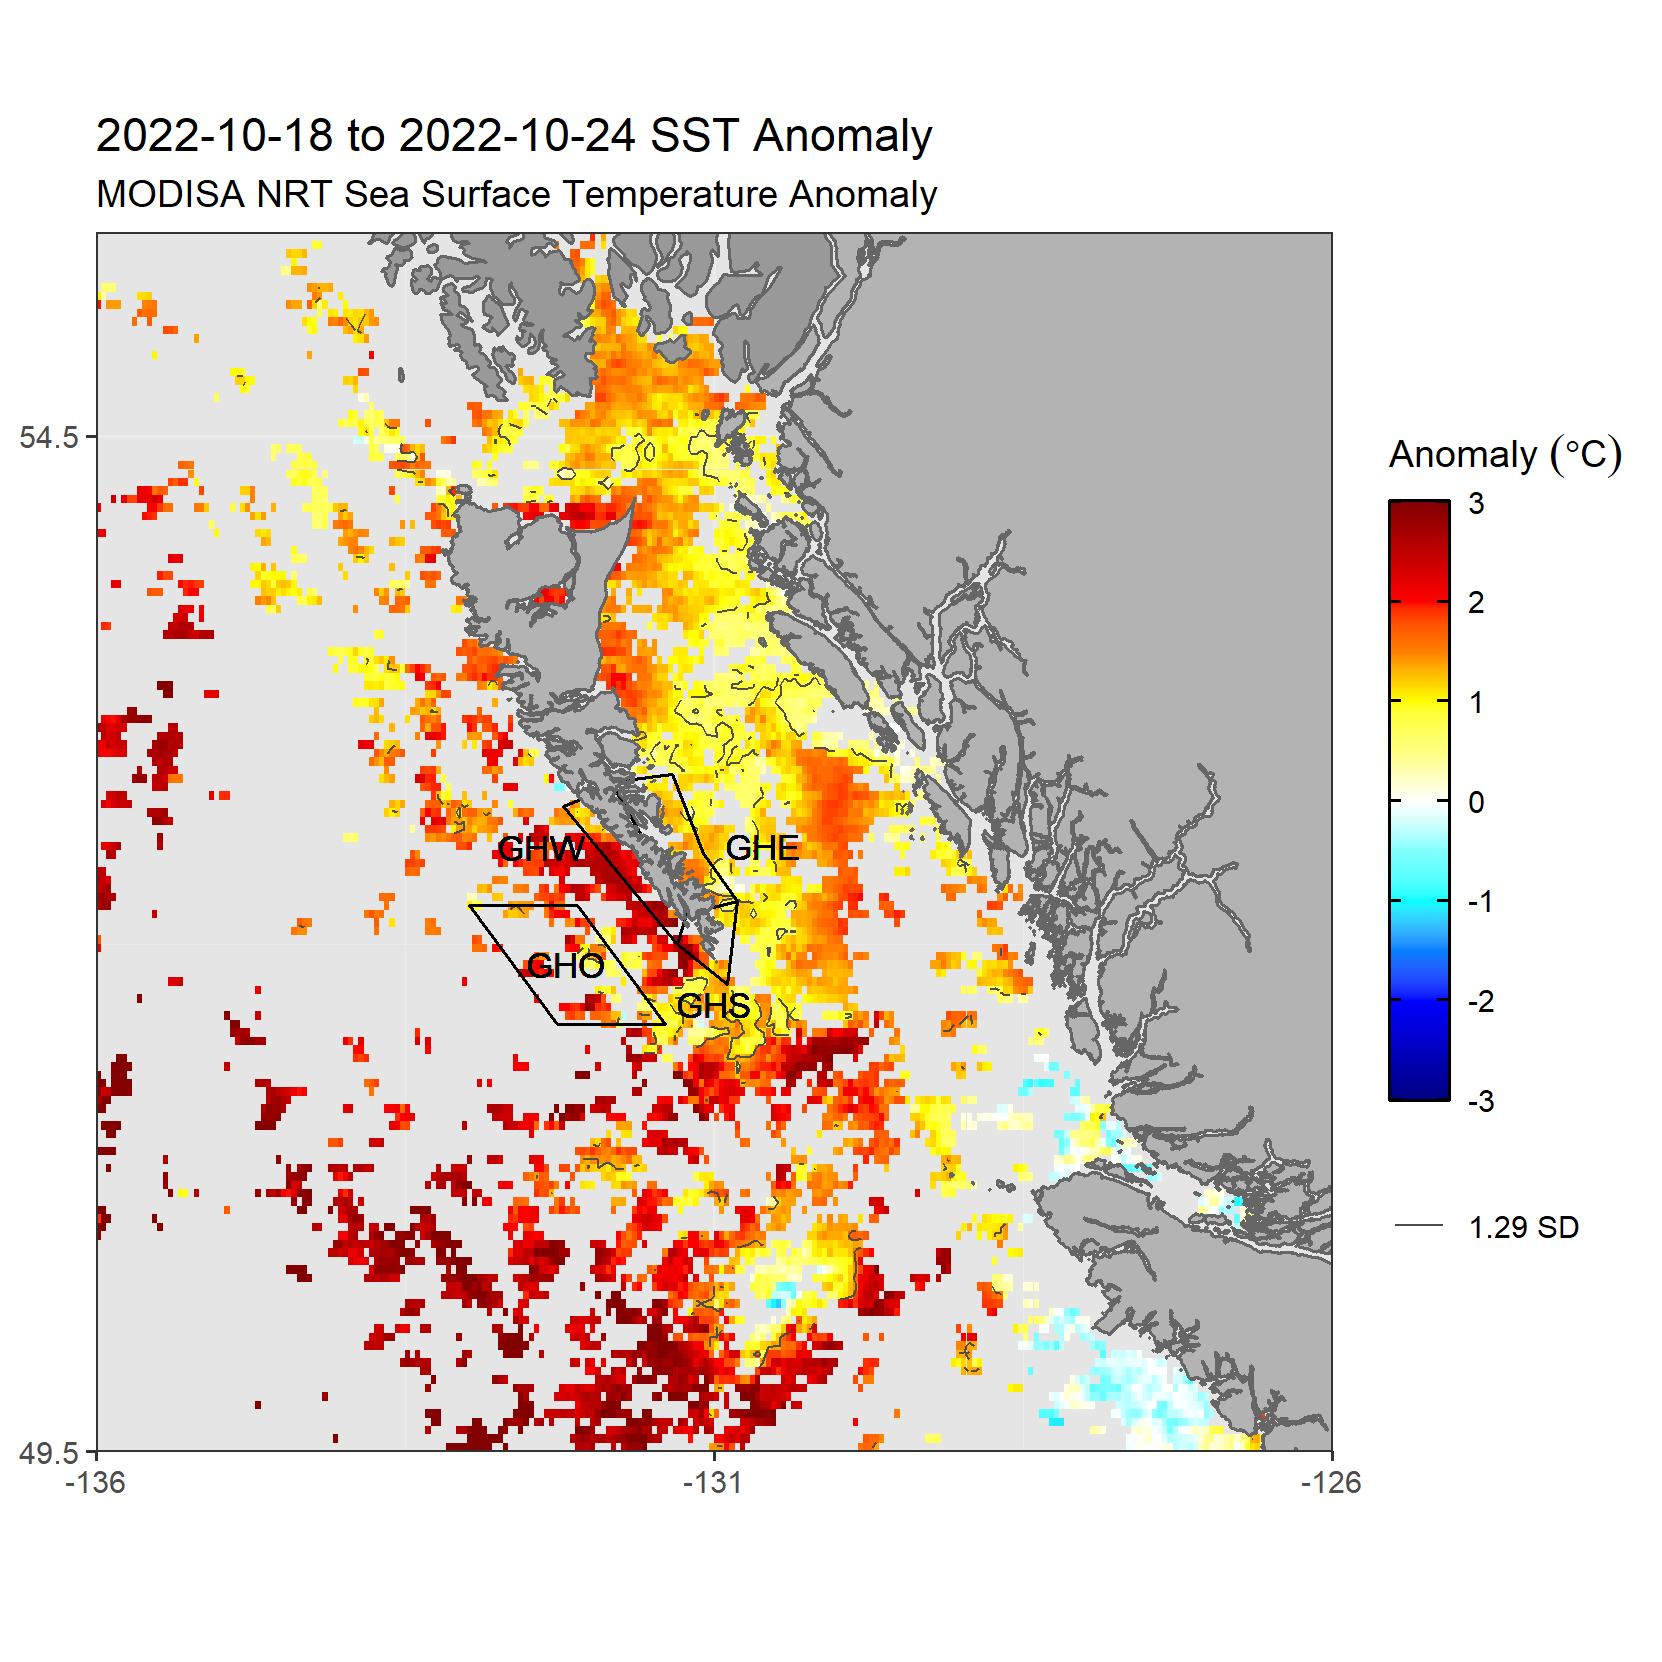 2022-10-18 to 2022-10-24 SST Anomaly
MODISA NRT Sea Surface Temperature Anomaly
54.5
49.5
-136
-131
-126
GHW
GHE
GHO
GHS
Anomaly (°C)
3
2
1
0
-1
-2
-3
1.29 SD